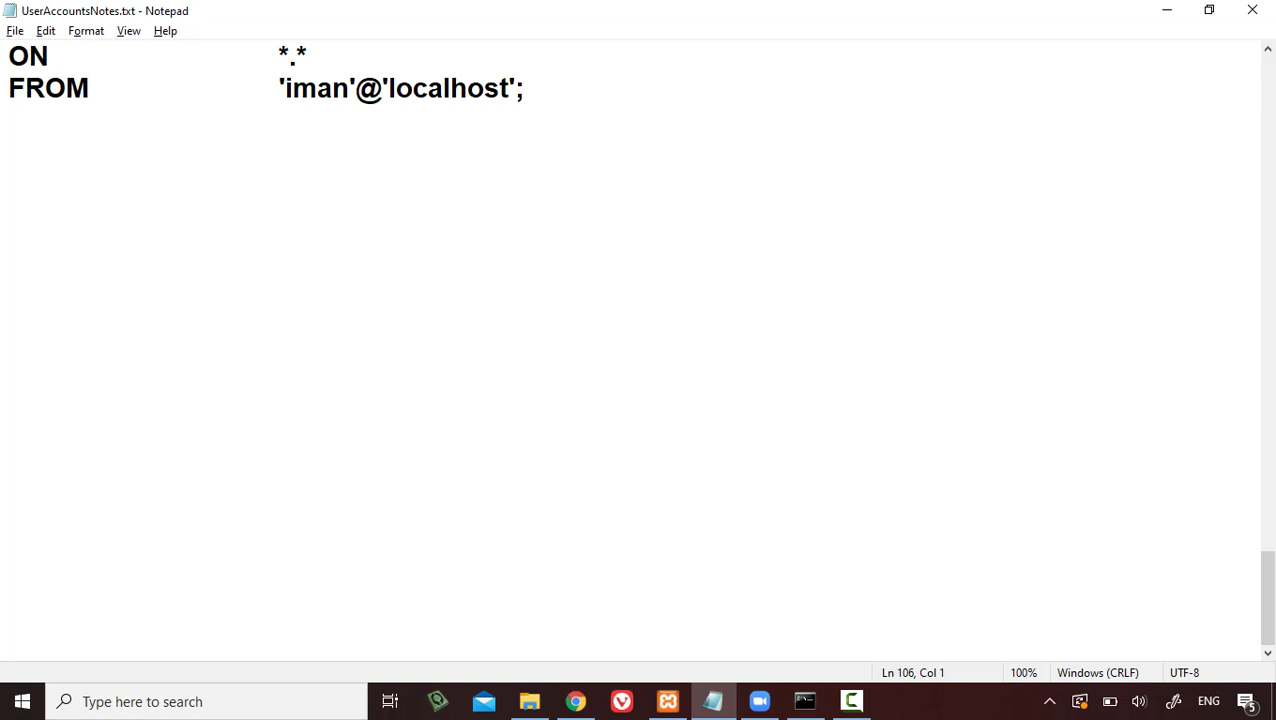 UserAccountsNotes.txt - Notepad
File Edit Format View Help
ON *.*
FROM 'iman'@'localhost';
Ln 106, Col 1 100% Windows (CRLF) UTF-8
Type here to search ENG 5